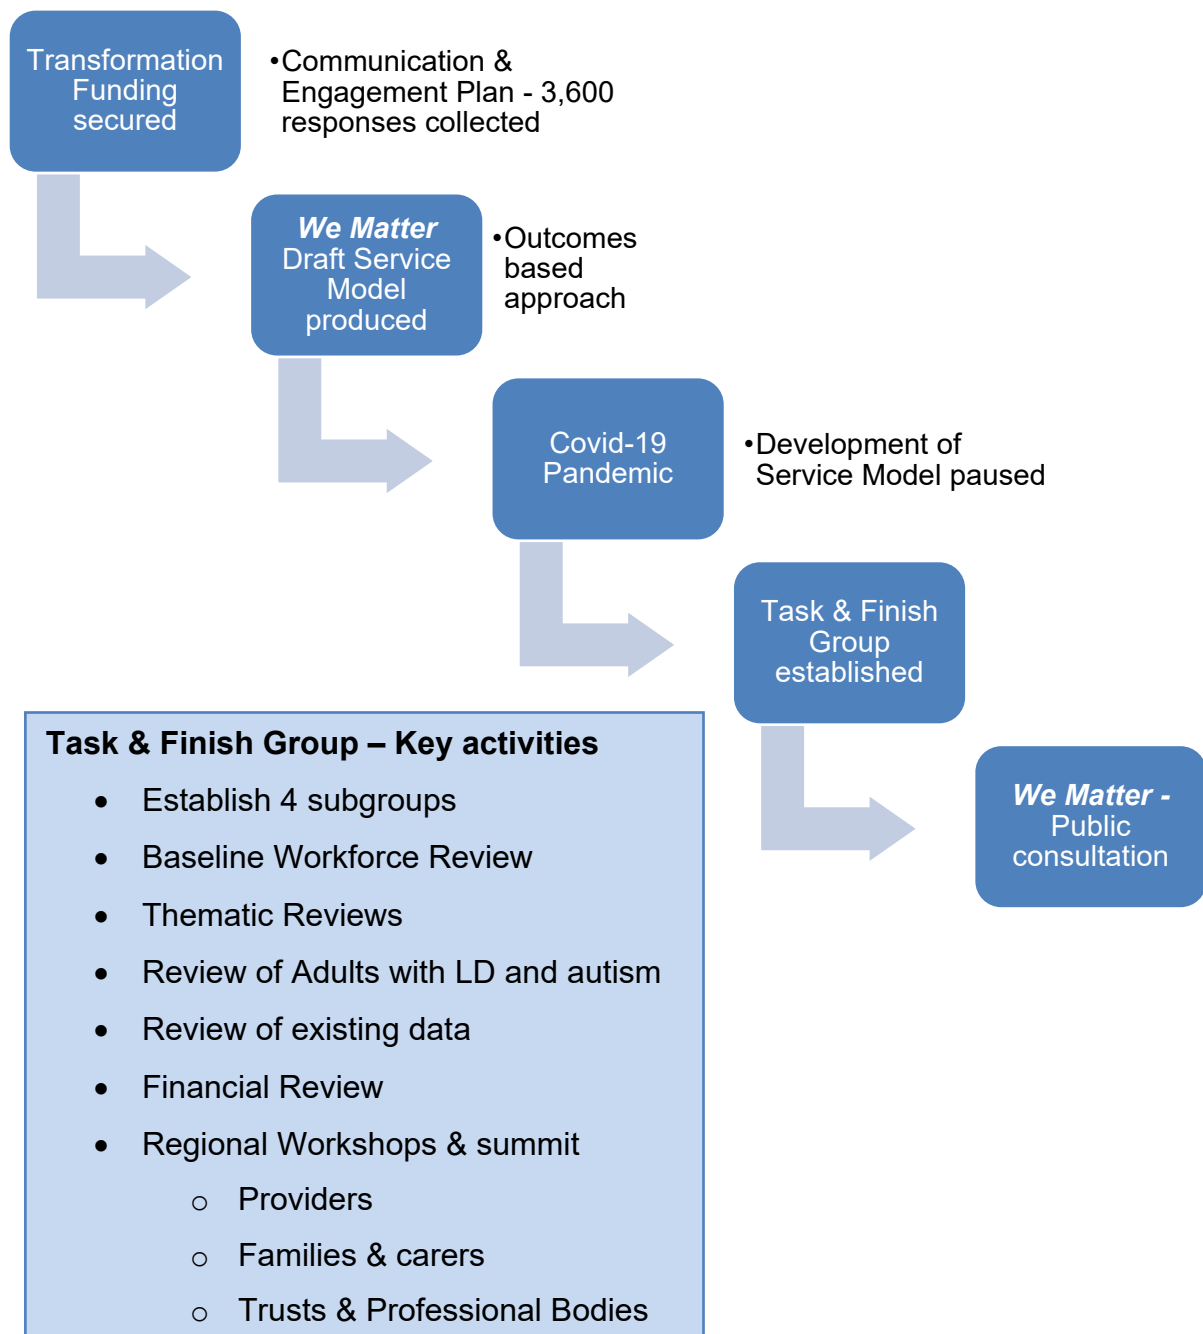 Transformation
Funding
secured
•Communication &
Engagement Plan - 3,600
responses collected
We Matter
Draft Service
Model
produced
•Outcomes
based
approach
Covid-19
Pandemic
•Development of
Service Model paused
Task & Finish
Group
established
We Matter -
Public
consultation
Task & Finish Group – Key activities
• Establish 4 subgroups
• Baseline Workforce Review
• Thematic Reviews
• Review of Adults with LD and autism
• Review of existing data
• Financial Review
• Regional Workshops & summit
o Providers
o Families & carers
o Trusts & Professional Bodies